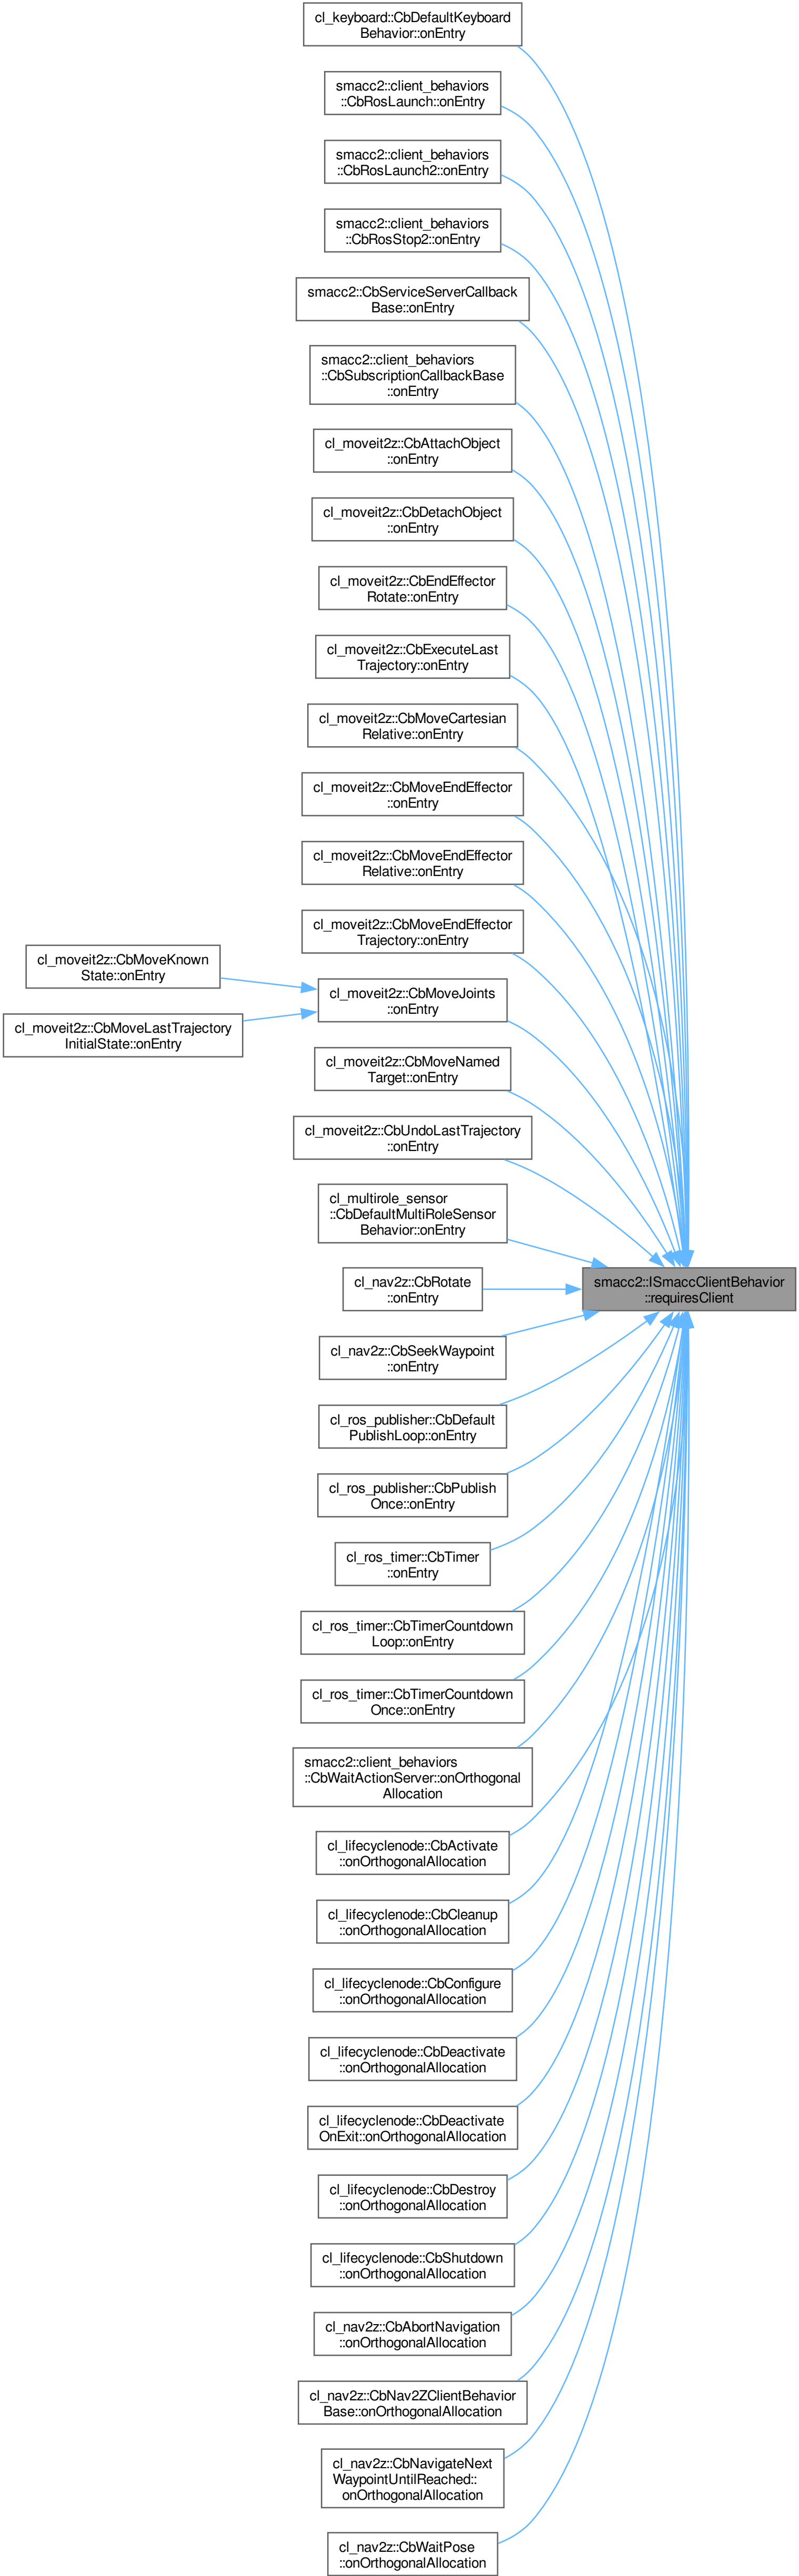 cl_keyboard::CbDefaultKeyboard
Behavior::onEntry
smacc2::client_behaviors
::CbRosLaunch::onEntry
smacc2::client_behaviors
::CbRosLaunch2::onEntry
smacc2::client_behaviors
::CbRosStop2::onEntry
smacc2::CbServiceServerCallback
Base::onEntry
smacc2::client_behaviors
::CbSubscriptionCallbackBase
::onEntry
cl_moveit2z::CbAttachObject
::onEntry
cl_moveit2z::CbDetachObject
::onEntry
cl_moveit2z::CbEndEffector
Rotate::onEntry
cl_moveit2z::CbExecuteLast
Trajectory::onEntry
cl_moveit2z::CbMoveCartesian
Relative::onEntry
cl_moveit2z::CbMoveEndEffector
::onEntry
cl_moveit2z::CbMoveEndEffector
Relative::onEntry
cl_moveit2z::CbMoveEndEffector
Trajectory::onEntry
cl_moveit2z::CbMoveKnown
State::onEntry
cl_moveit2z::CbMoveJoints
::onEntry
cl_moveit2z::CbMoveLastTrajectory
InitialState::onEntry
cl_moveit2z::CbMoveNamed
Target::onEntry
cl_moveit2z::CbUndoLastTrajectory
::onEntry
cl_multirole_sensor
::CbDefaultMultiRoleSensor
Behavior::onEntry
cl_nav2z::CbRotate
::onEntry
smacc2::ISmaccClientBehavior
::requiresClient
cl_nav2z::CbSeekWaypoint
::onEntry
cl_ros_publisher::CbDefault
PublishLoop::onEntry
cl_ros_publisher::CbPublish
Once::onEntry
cl_ros_timer::CbTimer
::onEntry
cl_ros_timer::CbTimerCountdown
Loop::onEntry
cl_ros_timer::CbTimerCountdown
Once::onEntry
smacc2::client_behaviors
::CbWaitActionServer::onOrthogonal
Allocation
cl_lifecyclenode::CbActivate
::onOrthogonalAllocation
cl_lifecyclenode::CbCleanup
::onOrthogonalAllocation
cl_lifecyclenode::CbConfigure
::onOrthogonalAllocation
cl_lifecyclenode::CbDeactivate
::onOrthogonalAllocation
cl_lifecyclenode::CbDeactivate
OnExit::onOrthogonalAllocation
cl_lifecyclenode::CbDestroy
::onOrthogonalAllocation
cl_lifecyclenode::CbShutdown
::onOrthogonalAllocation
cl_nav2z::CbAbortNavigation
::onOrthogonalAllocation
cl_nav2z::CbNav2ZClientBehavior
Base::onOrthogonalAllocation
cl_nav2z::CbNavigateNext
WaypointUntilReached::
onOrthogonalAllocation
cl_nav2z::CbWaitPose
::onOrthogonalAllocation